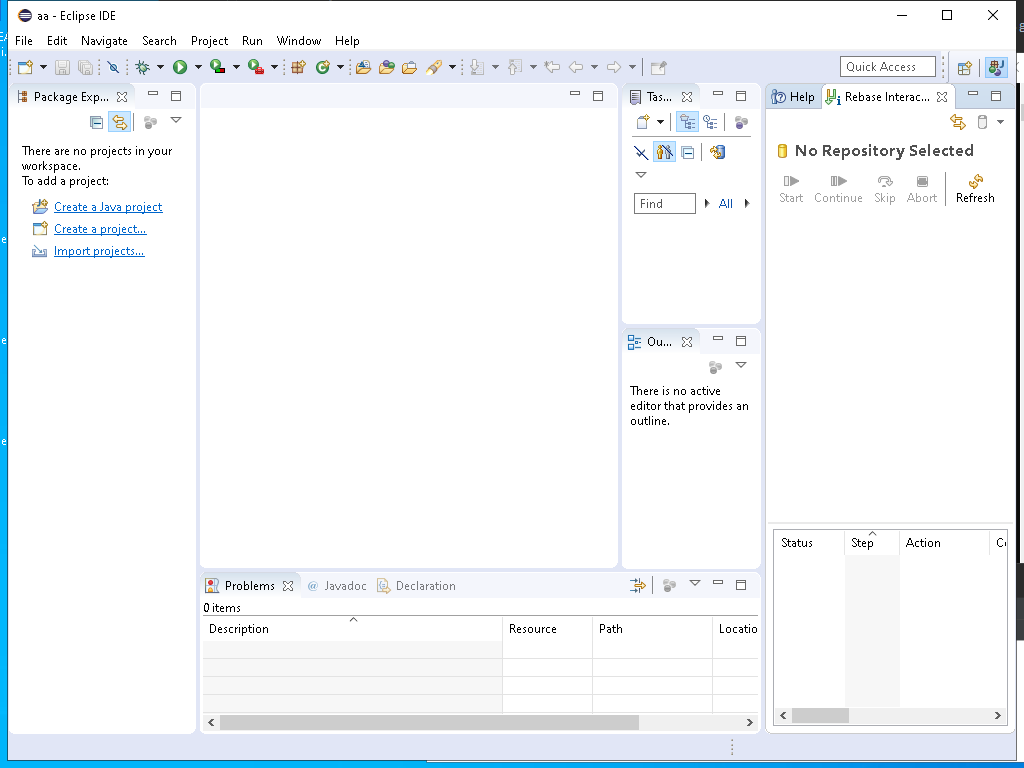 aa - Eclipse IDE
File Edit Navigate Search Project Run Window Help
Quick Access
Package Exp...
There are no projects in your
workspace.
To add a project:
Create a Java project
Create a project...
Import projects...
Tas...
Find
All
Ou...
There is no active
editor that provides an
outline.
Help
Rebase Interac...
No Repository Selected
Start Continue Skip Abort Refresh
Status Step Action
Problems @ Javadoc Declaration
0 items
Description Resource Path Locatio